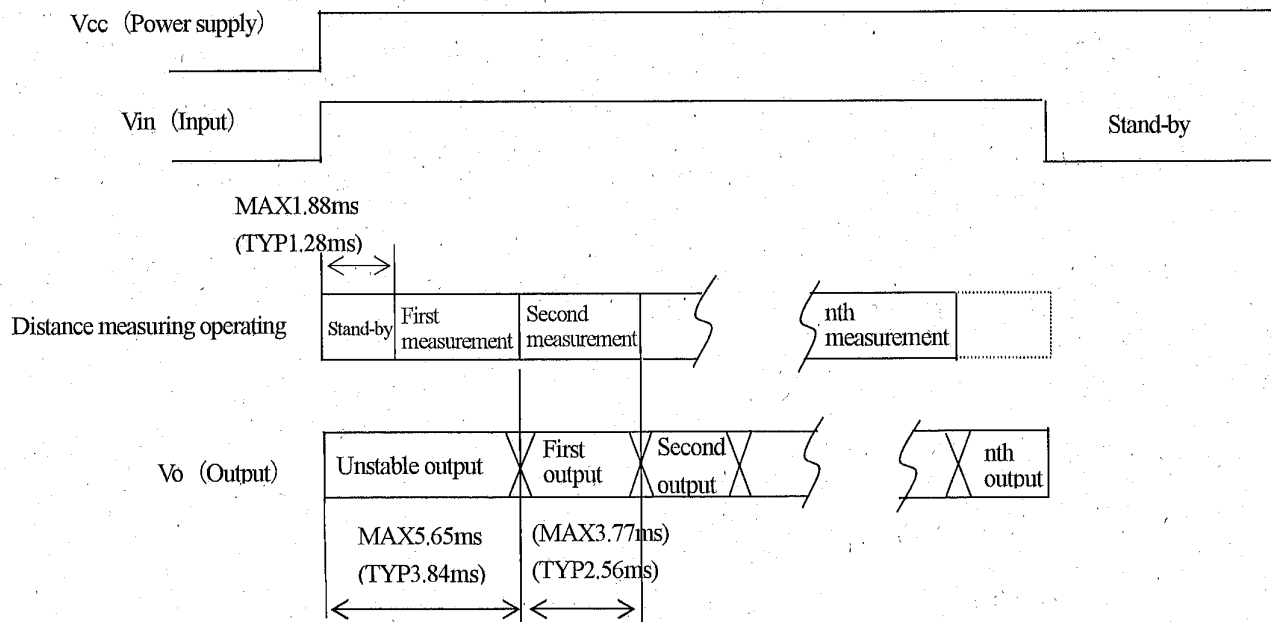 Vcc (Power supply)
Vin (Input)
Stand-by
MAX1.88ms
(TYP1.28ms)
Distance measuring operating
Stand-by
First
measurement
Second
measurement
nth
measurement
Vo (Output)
Unstable output
First
output
Second
output
nth
output
MAX5.65ms
(TYP3.84ms)
(MAX3.77ms)
(TYP2.56ms)